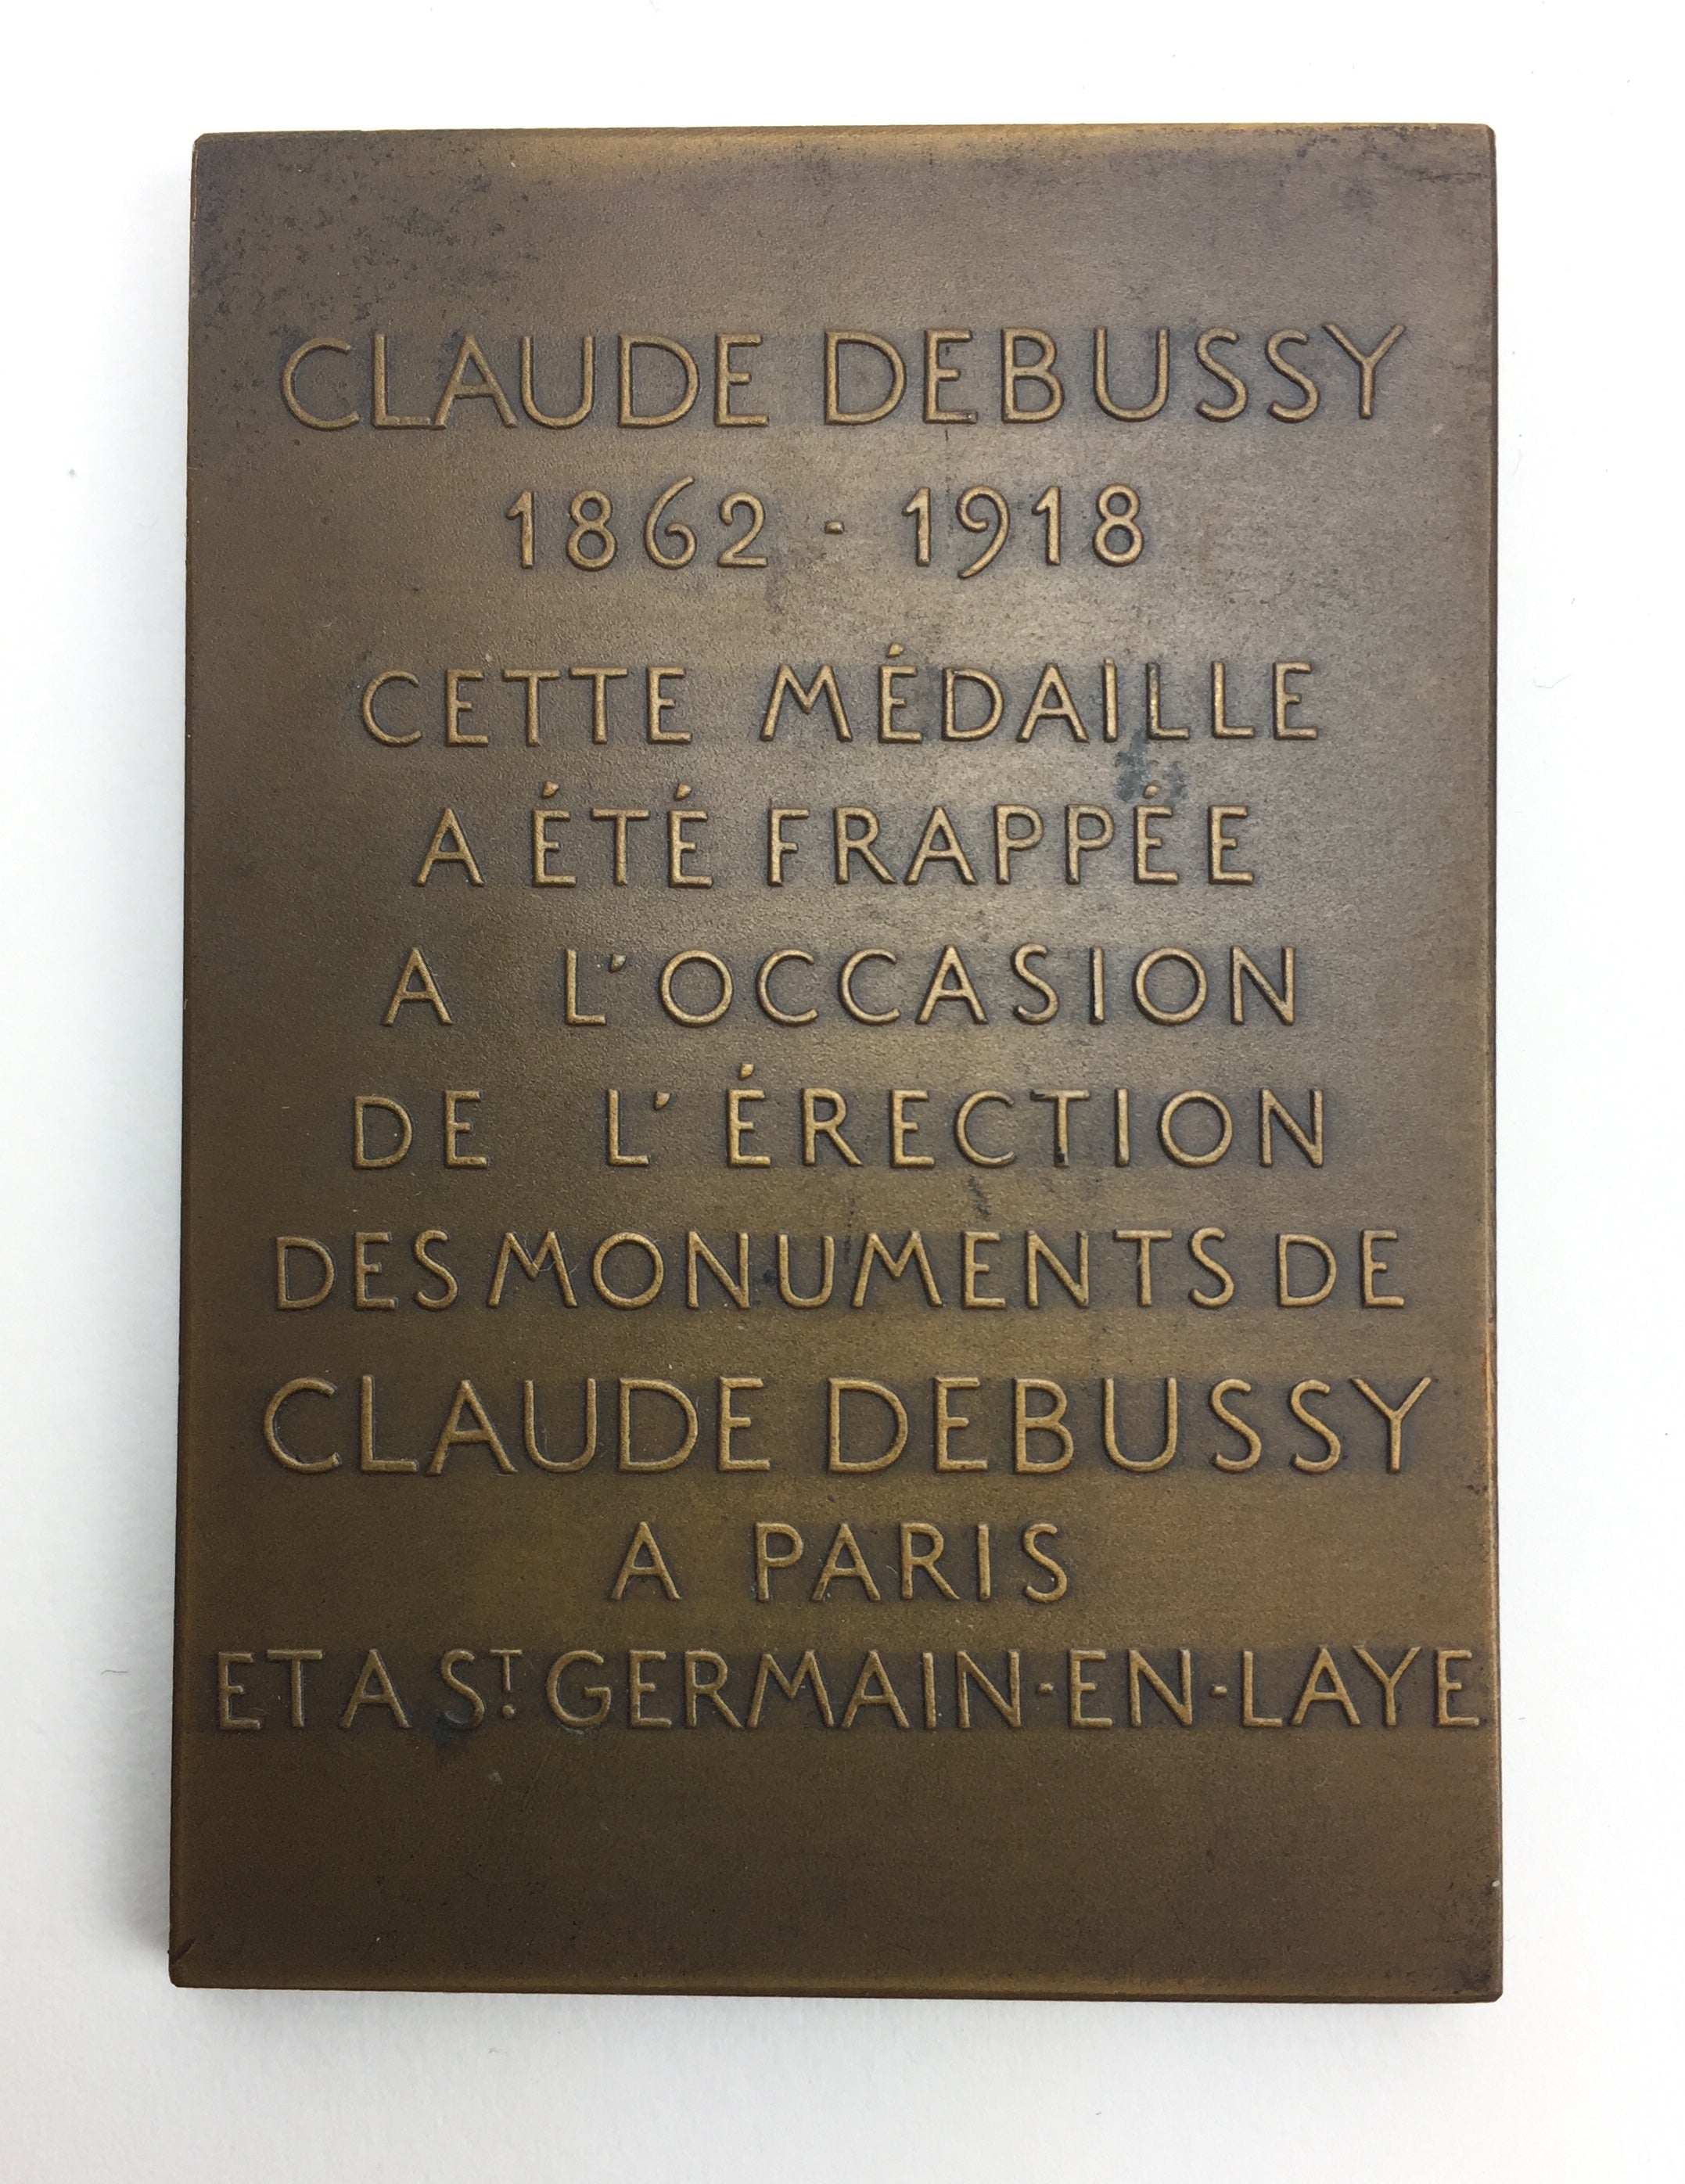 CLAUDE DEBUSSY
1862 - 1918
CETTE MÉDAILLE
A ÉTÉ FRAPPÉE
A L'OCCASION
DE L'ÉRECTION
DES MONUMENTS DE
CLAUDE DEBUSSY
A PARIS
ET A ST. GERMAIN-EN-LAYE